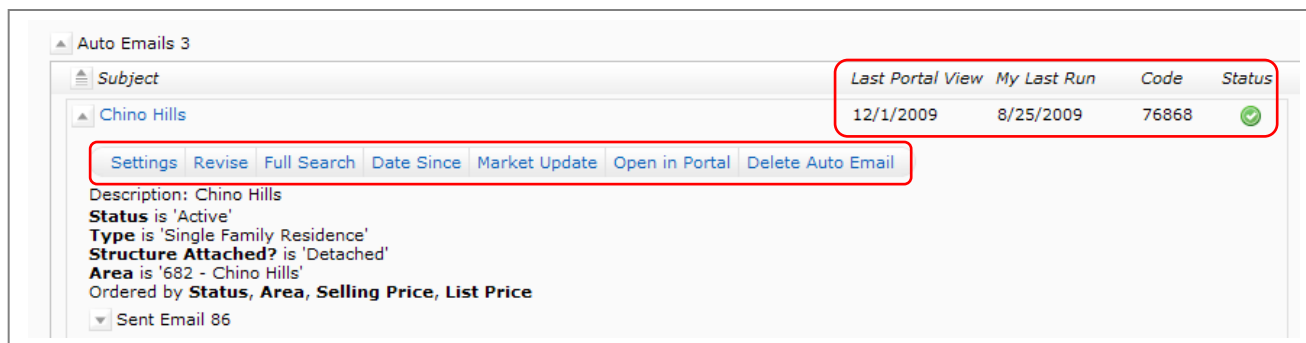 Auto Emails 3
Subject Last Portal View My Last Run Code Status
Chino Hills 12/1/2009 8/25/2009 76868
Settings Revise Full Search Date Since Market Update Open in Portal Delete Auto Email
Description: Chino Hills
Status is 'Active'
Type is 'Single Family Residence'
Structure Attached? is 'Detached'
Area is '682 - Chino Hills'
Ordered by Status, Area, Selling Price, List Price
Sent Email 86